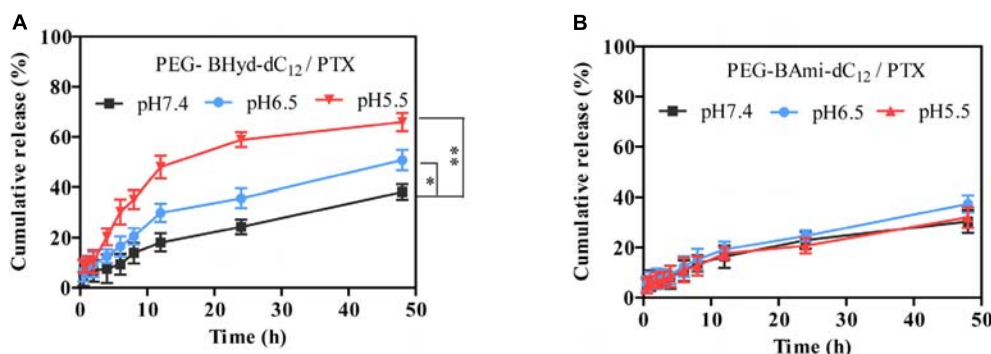 A
Cumulative release (%)
100
80
60
40
20
0
PEG- BHyd-dC12 / PTX
pH7.4 pH6.5 pH5.5
*
**
0 10 20 30 40 50
Time (h)
B
Cumulative release (%)
100
80
60
40
20
0
PEG-BAmi-dC12 / PTX
pH7.4 pH6.5 pH5.5
0 10 20 30 40 50
Time (h)